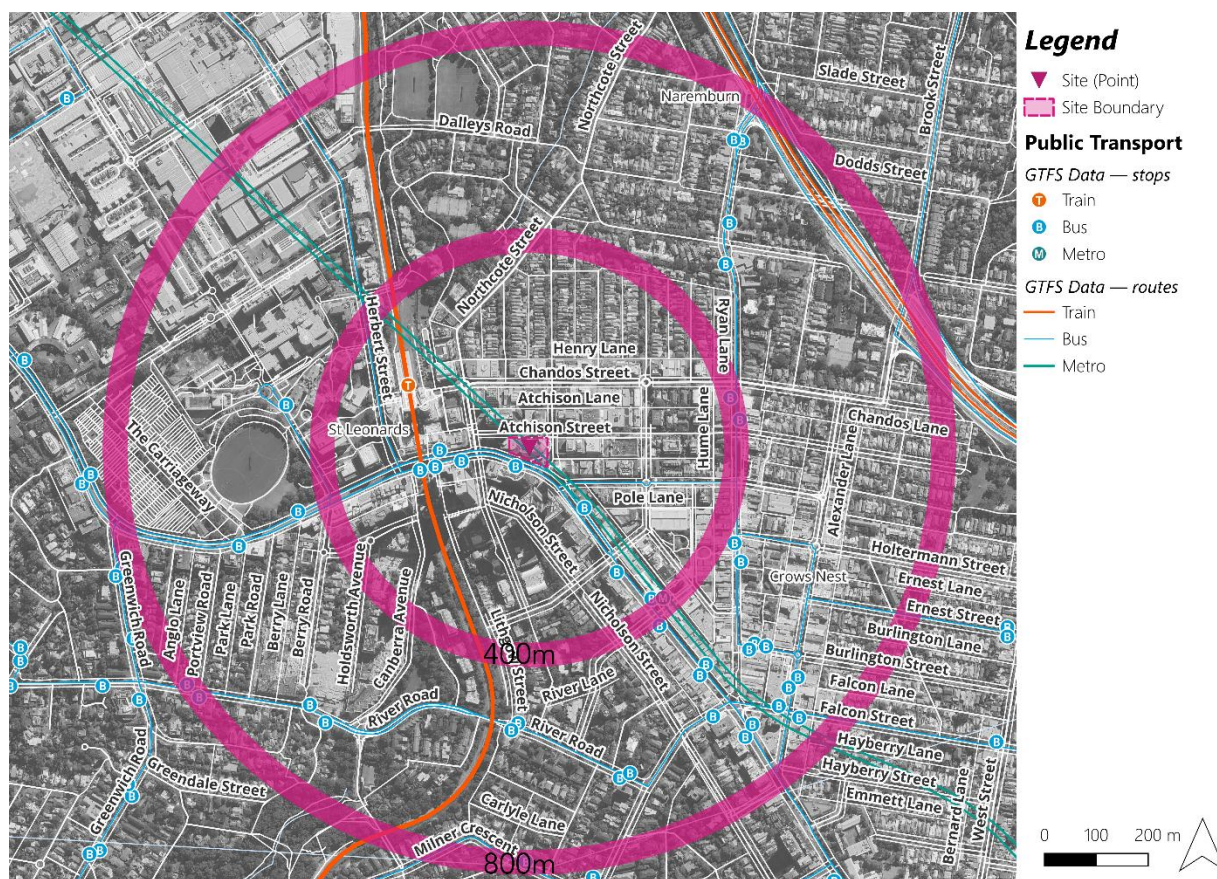 Legend
Site (Point)
Site Boundary
Public Transport
GTFS Data — stops
T Train
B Bus
M Metro
GTFS Data — routes
Train
Bus
Metro
0 100 200 m
Slade Street
Naremburn
Brook Street
Northcote Street
Dalleys Road
Dodds Street
Northcote Street
Herbert Street
Ryan Lane
Henry Lane
Chandos Street
T
Atchison Lane
Chandos Lane
St Leonards
Atchison Street
Hume Lane
Alexander Lane
The Carriageway
Pole Lane
Nicholson Street
Holtermann Street
Crows Nest
Ernest Lane
Ernest Street
Greenwich Road
Anglo Lane
Portview Road
Park Lane
Park Road
Berry Lane
Berry Road
Holdsworth Avenue
Canberra Avenue
Nicholson Street
Burlington Lane
Burlington Street
400m
River Lane
Falcon Lane
Falcon Street
River Road
River Road
Hayberry Lane
Hayberry Street
Greenwich Road
Greendale Street
Emmett Lane
Bernard Lane
West Street
Carlyle Lane
Milner Crescent
800m